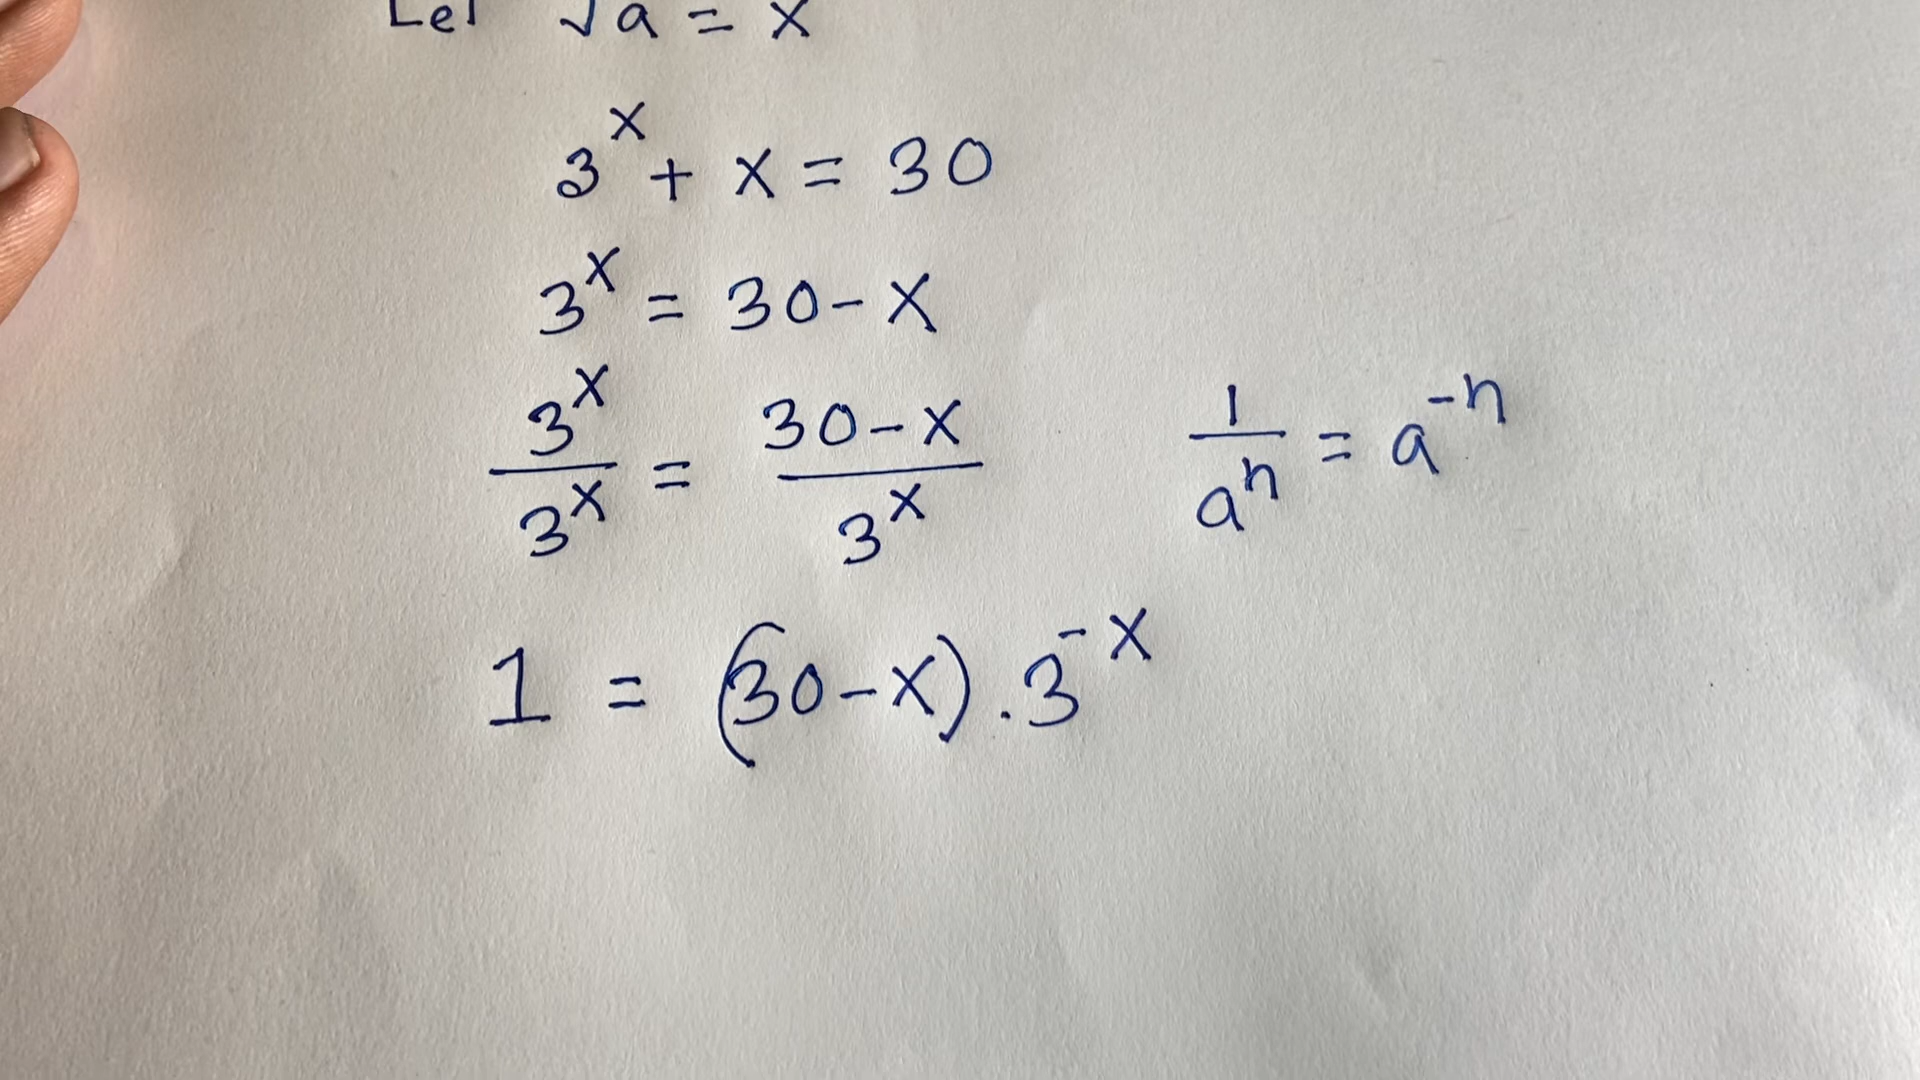 Let √a = x
3^x + x = 30
3^x = 30 - x
3^x / 3^x = (30 - x) / 3^x
1 / a^n = a^-n
1 = (30 - x) . 3^-x